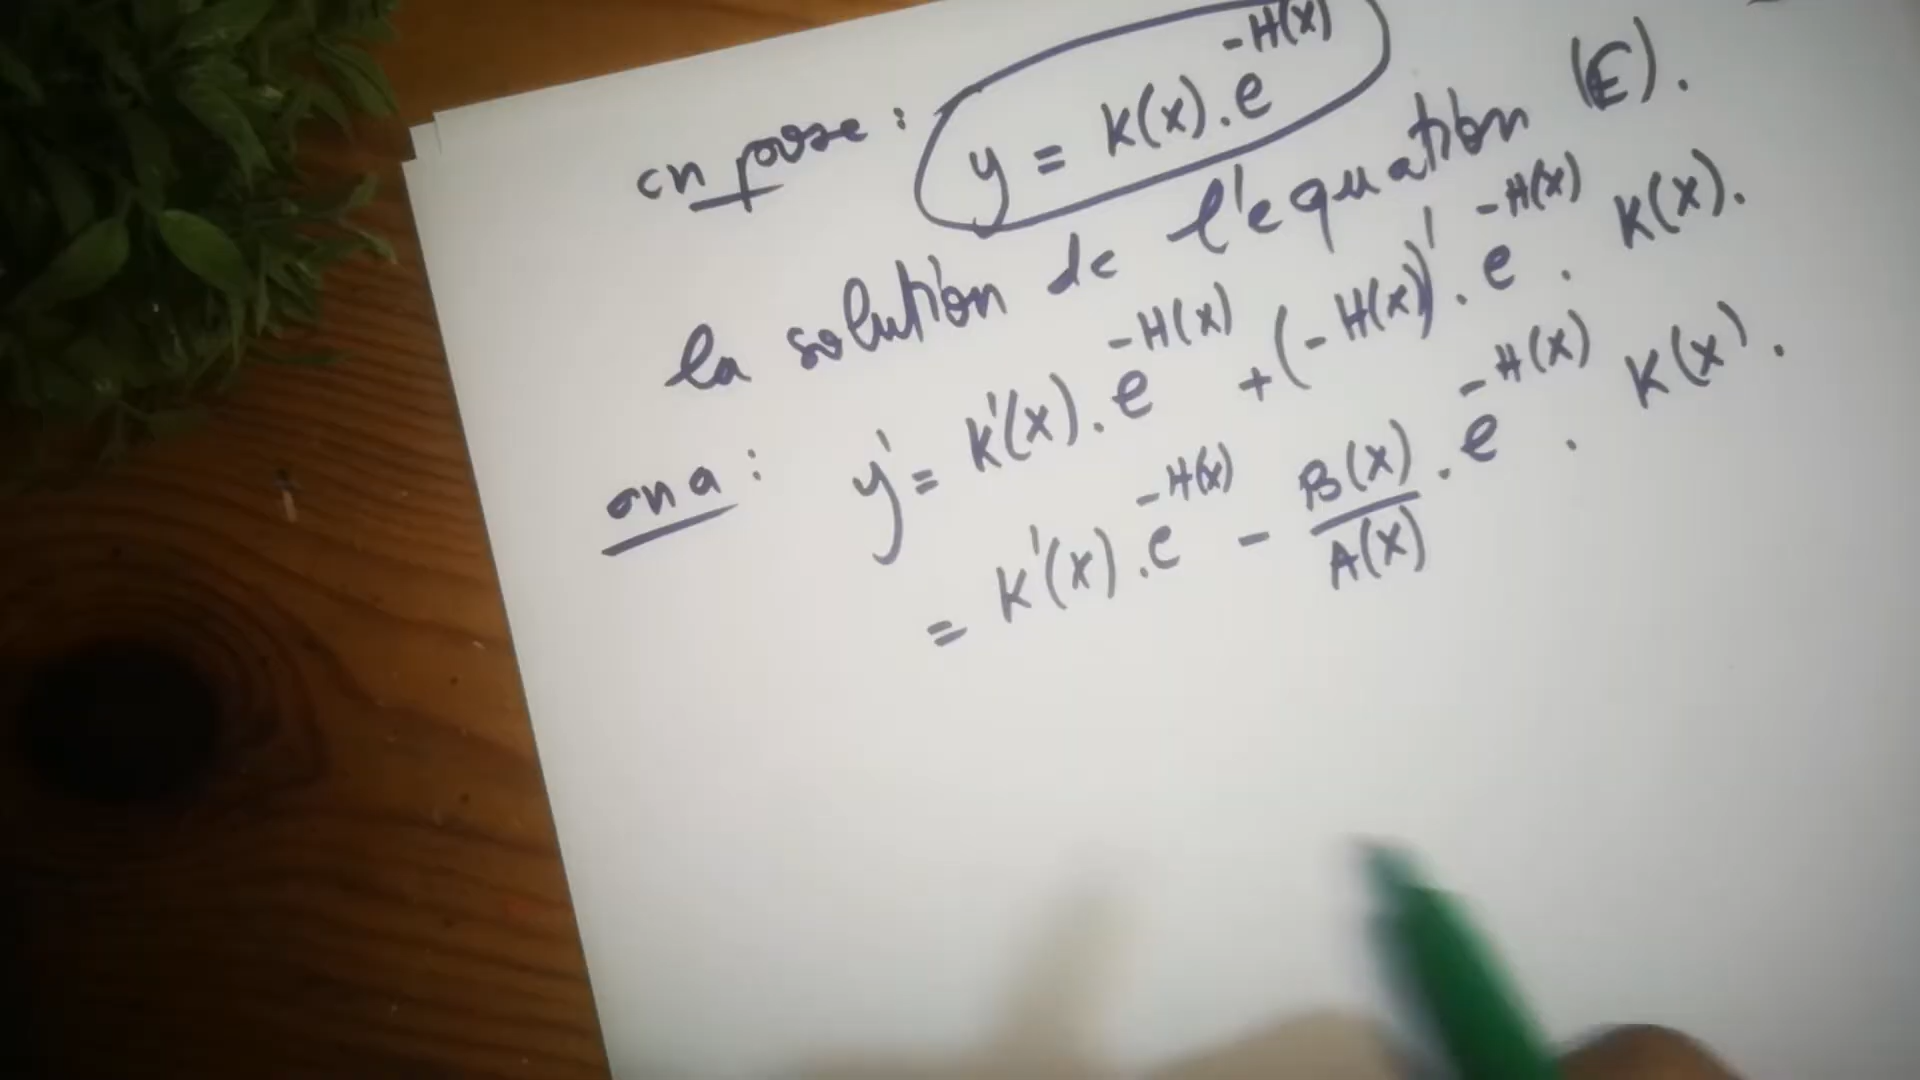 on pose : y = K(x).e^-H(x)
la solution de l'equation (E).
on a : y' = K'(x).e^-H(x) + (-H(x))'.e^-H(x) . K(x).
= K'(x).e^-H(x) - B(x)/A(x) . e^-H(x) . K(x).